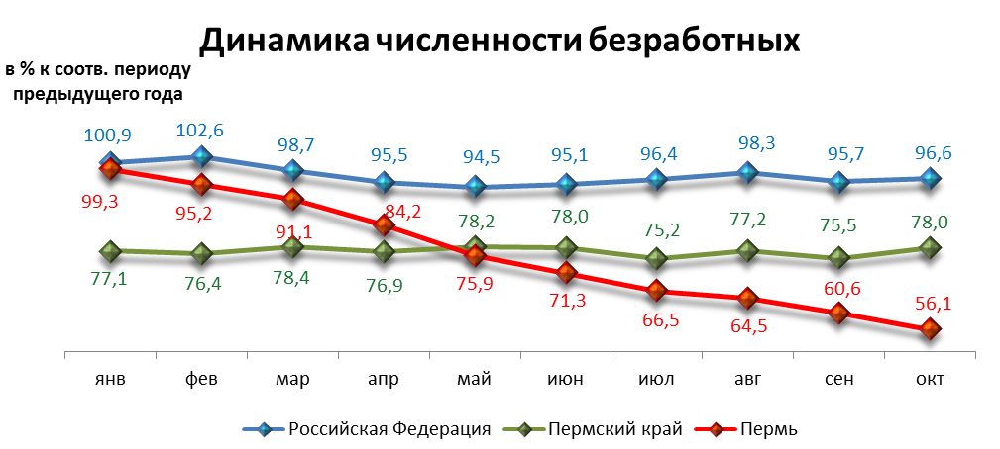 Динамика численности безработных
в % к соотв. периоду
предыдущего года
100,9 102,6 98,7 95,5 94,5 95,1 96,4 98,3 95,7 96,6
99,3 95,2 91,1 84,2 75,9 71,3 66,5 64,5 60,6 56,1
77,1 76,4 78,4 76,9 78,2 78,0 75,2 77,2 75,5 78,0
янв фев мар апр май июн июл авг сен окт
Российская Федерация Пермский край Пермь